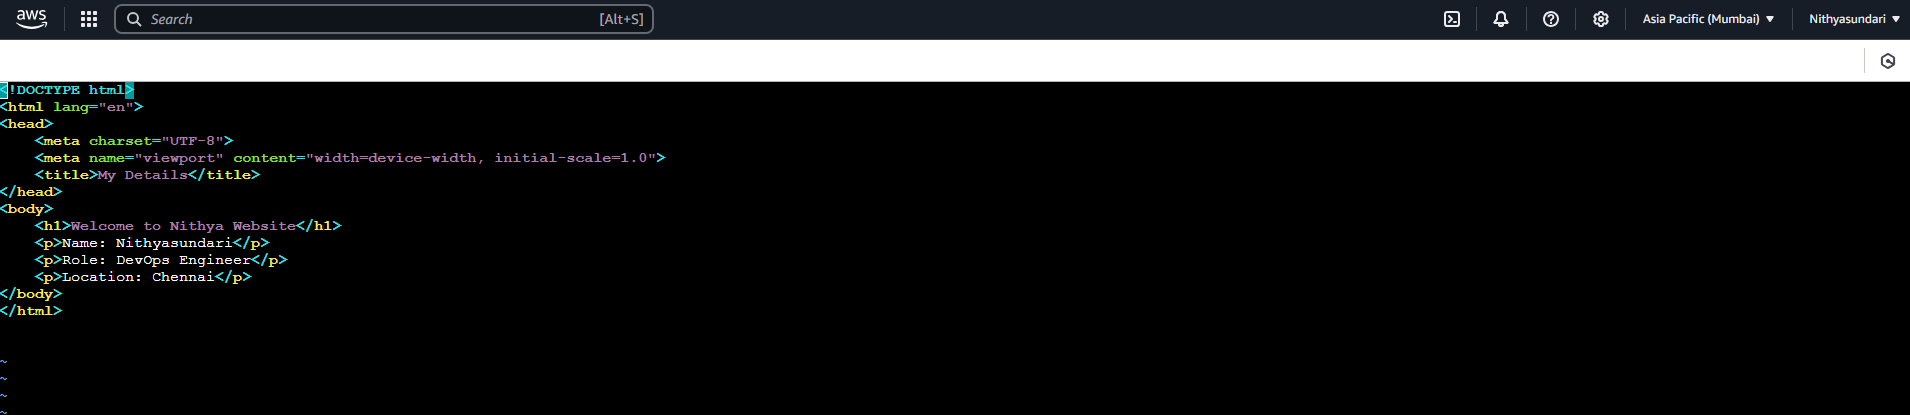 aws
Search [Alt+S]
Asia Pacific (Mumbai)
Nithyasundari
<!DOCTYPE html>
<html lang="en">
<head>
    <meta charset="UTF-8">
    <meta name="viewport" content="width=device-width, initial-scale=1.0">
    <title>My Details</title>
</head>
<body>
    <h1>Welcome to Nithya Website</h1>
    <p>Name: Nithyasundari</p>
    <p>Role: DevOps Engineer</p>
    <p>Location: Chennai</p>
</body>
</html>
~
~
~
~